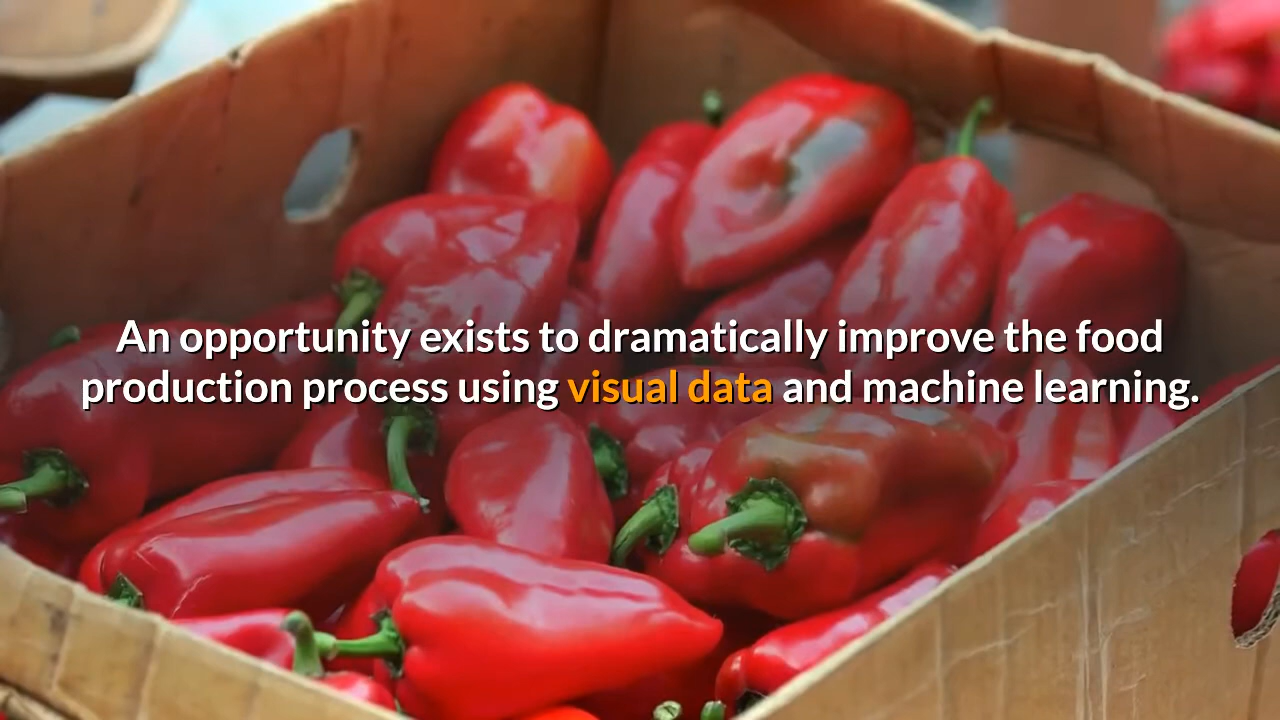 An opportunity exists to dramatically improve the food
production process using visual data and machine learning.